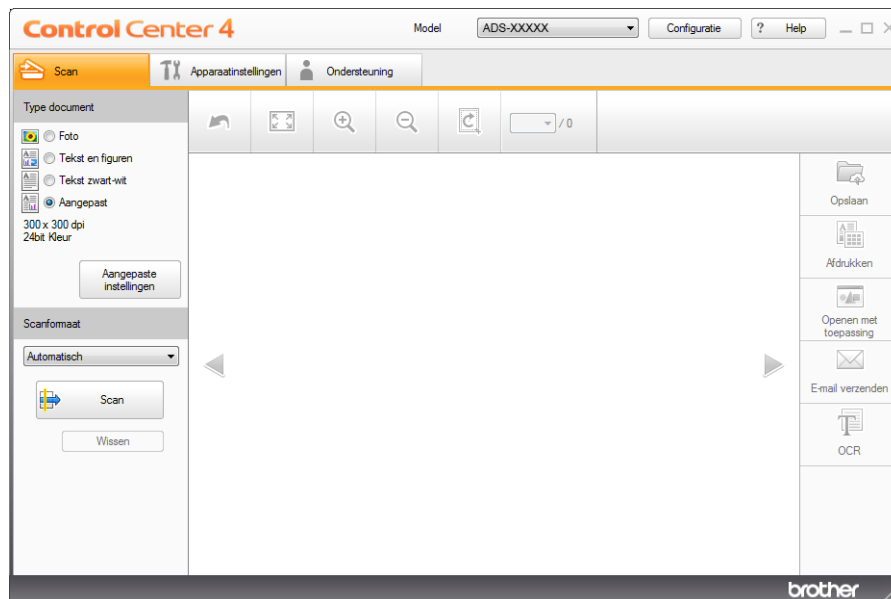 Control Center 4
Model
ADS-XXXXX
Configuratie
? Help
Scan
Apparaatinstellingen
Ondersteuning
Type document
Foto
Tekst en figuren
Tekst zwart-wit
Aangepast
300 x 300 dpi
24bit Kleur
Aangepaste
instellingen
Scanformaat
Automatisch
Scan
Wissen
/ 0
Opslaan
Afdrukken
Openen met
toepassing
E-mail verzenden
OCR
brother